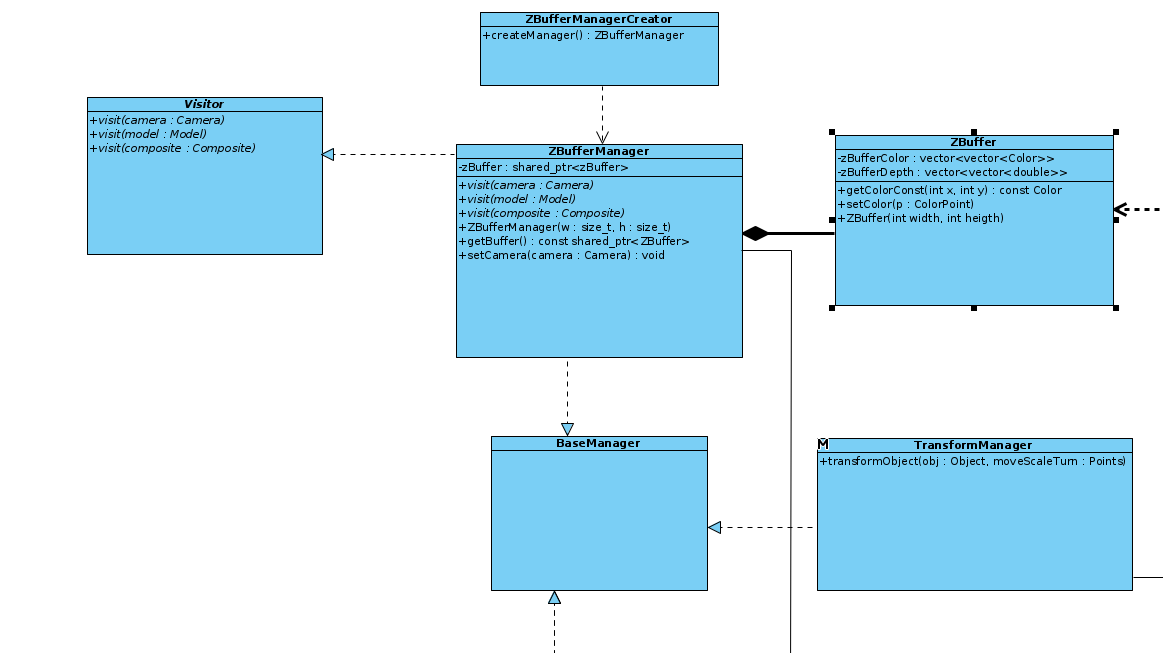 ZBufferManagerCreator
+createManager() : ZBufferManager
Visitor
+visit(camera : Camera)
+visit(model : Model)
+visit(composite : Composite)
ZBufferManager
-zBuffer : shared_ptr<zBuffer>
+visit(camera : Camera)
+visit(model : Model)
+visit(composite : Composite)
+ZBufferManager(w : size_t, h : size_t)
+getBuffer() : const shared_ptr<ZBuffer>
+setCamera(camera : Camera) : void
ZBuffer
-zBufferColor : vector<vector<Color>>
-zBufferDepth : vector<vector<double>>
+getColorConst(int x, int y) : const Color
+setColor(p : ColorPoint)
+ZBuffer(int width, int heigth)
BaseManager
M
TransformManager
+transformObject(obj : Object, moveScaleTurn : Points)